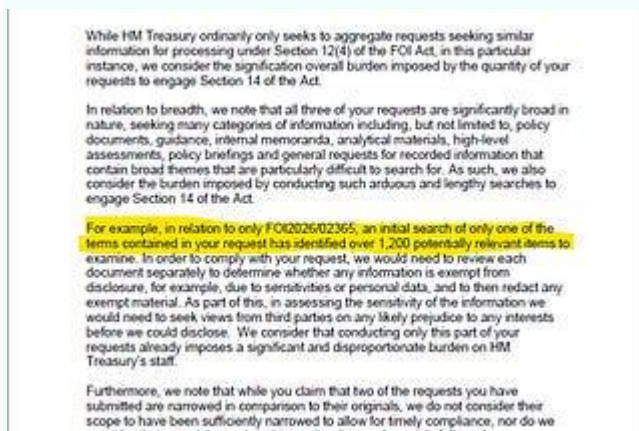 While HM Treasury ordinarily only seeks to aggregate requests seeking similar
information for processing under Section 12(4) of the FOI Act, in this particular
instance, we consider the signification overall burden imposed by the quantity of your
requests to engage Section 14 of the Act.
In relation to breadth, we note that all three of your requests are significantly broad in
nature, seeking many categories of information including, but not limited to, policy
documents, guidance, internal memoranda, analytical materials, high-level
assessments, policy briefings and general requests for recorded information that
contain broad themes that are particularly difficult to search for. As such, we also
consider the burden imposed by conducting such arduous and lengthy searches to
engage Section 14 of the Act.
For example, in relation to only FOI2026/02365, an initial search of only one of the
terms contained in your request has identified over 1,200 potentially relevant items to
examine. In order to comply with your request, we would need to review each
document separately to determine whether any information is exempt from
disclosure, for example, due to sensitivities or personal data, and to then redact any
exempt material. As part of this, in assessing the sensitivity of the information we
would need to seek views from third parties on any likely prejudice to any interests
before we could disclose. We consider that conducting only this part of your
requests already imposes a significant and disproportionate burden on HM
Treasury's staff.
Furthermore, we note that while you claim that two of the requests you have
submitted are narrowed in comparison to their originals, we do not consider their
scope to have been sufficiently narrowed to allow for timely compliance, nor do we